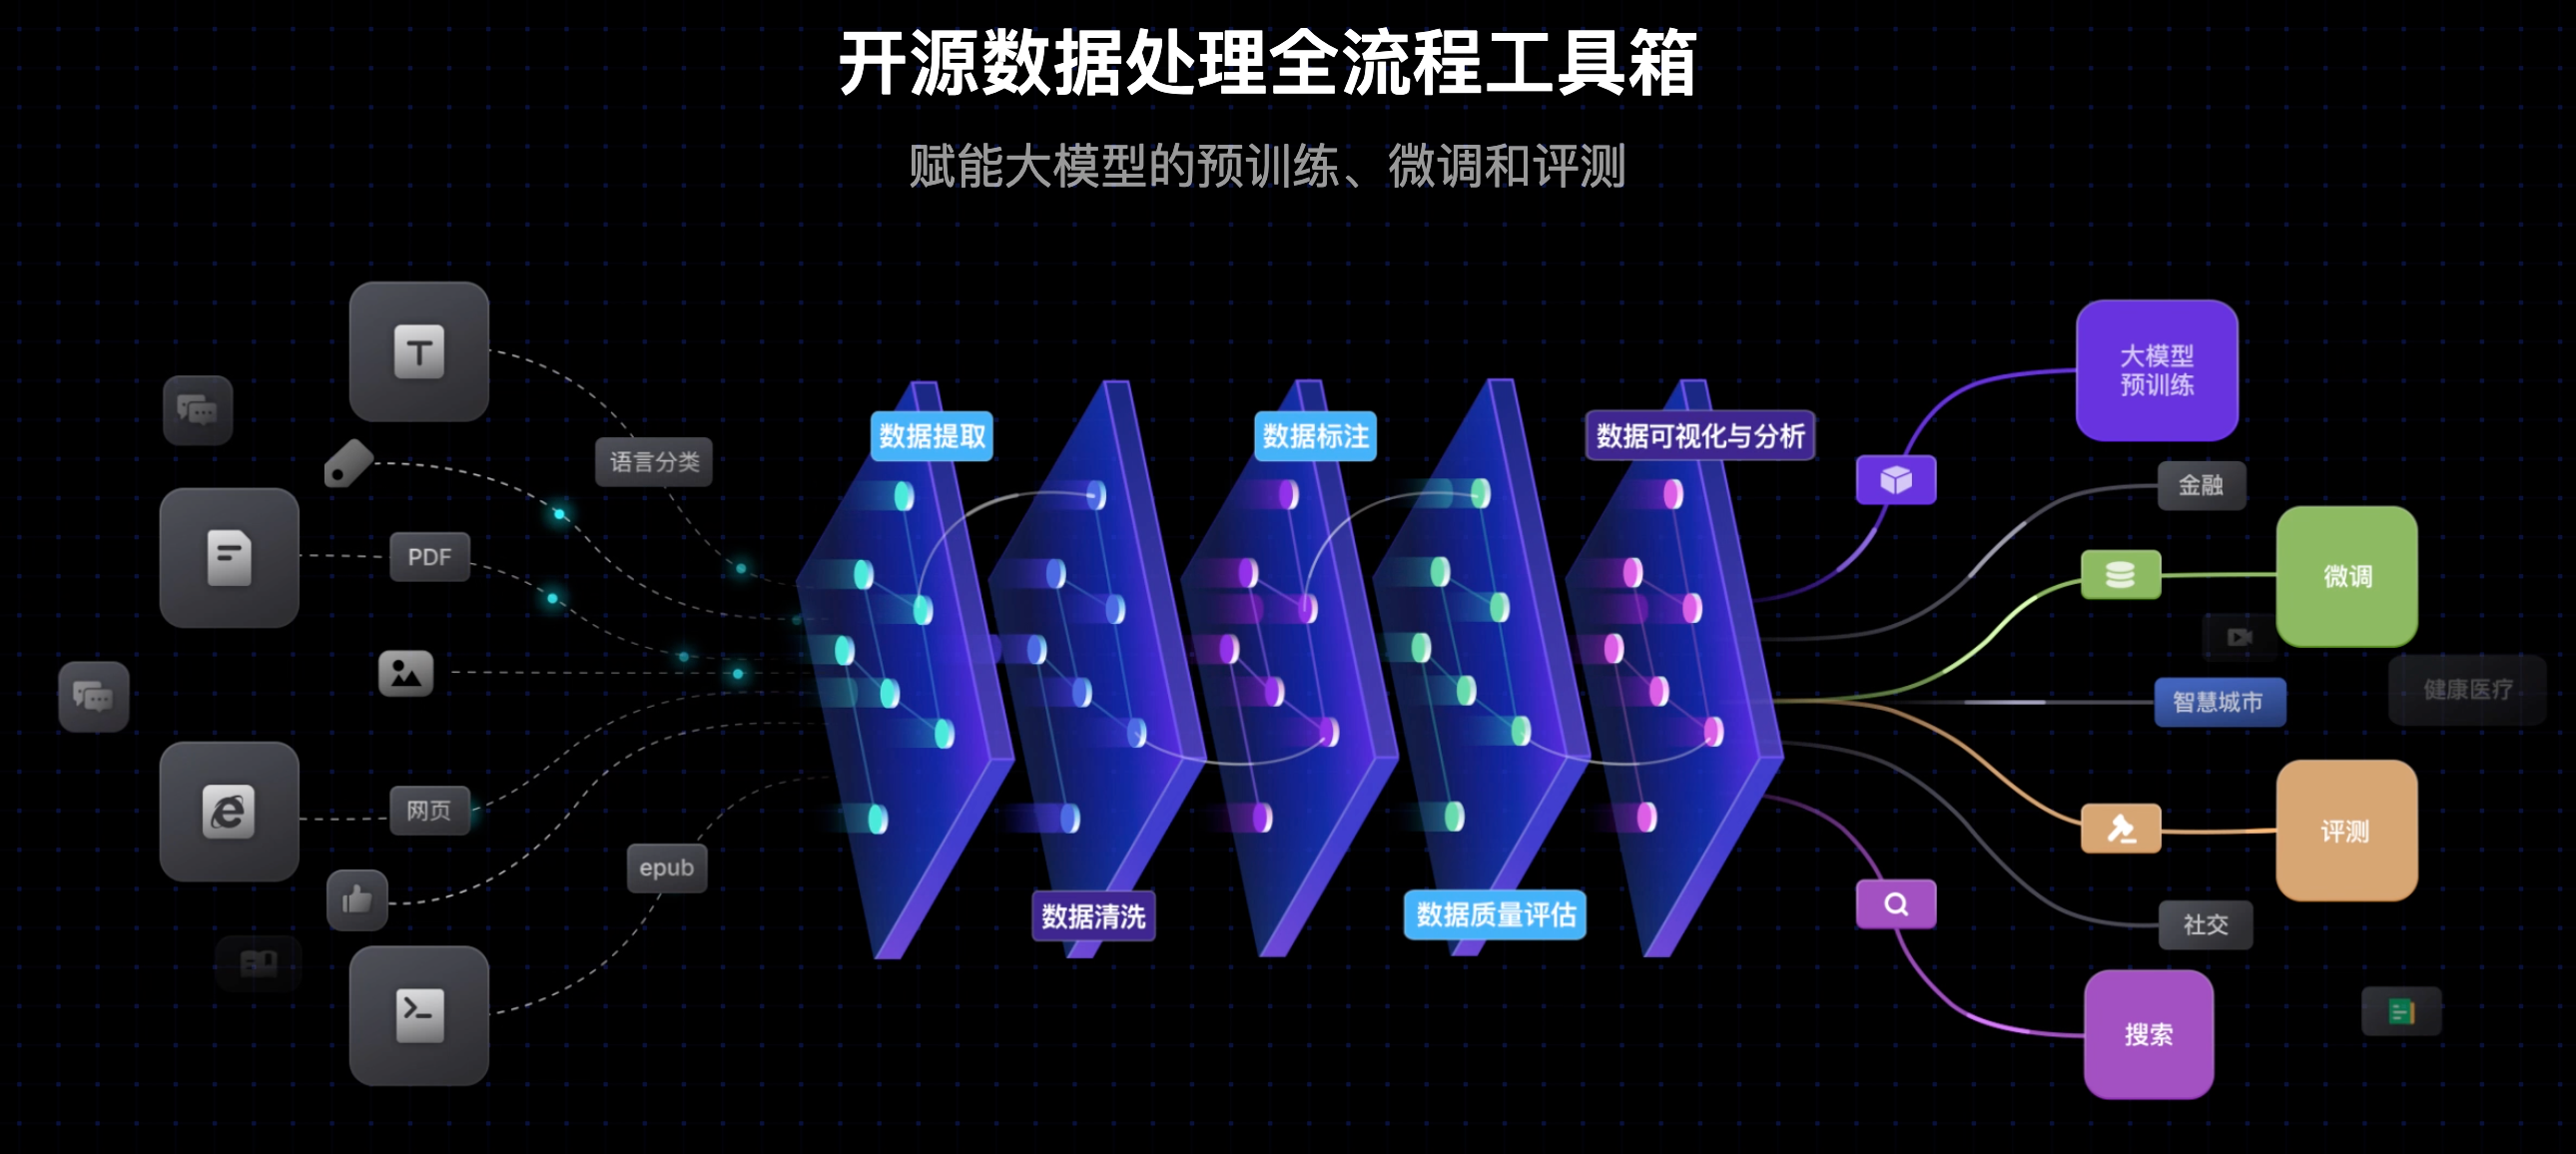 开源数据处理全流程工具箱
赋能大模型的预训练、微调和评测
语言分类
PDF
网页
epub
数据提取
数据清洗
数据标注
数据质量评估
数据可视化与分析
大模型
预训练
金融
微调
智慧城市
健康医疗
评测
社交
搜索